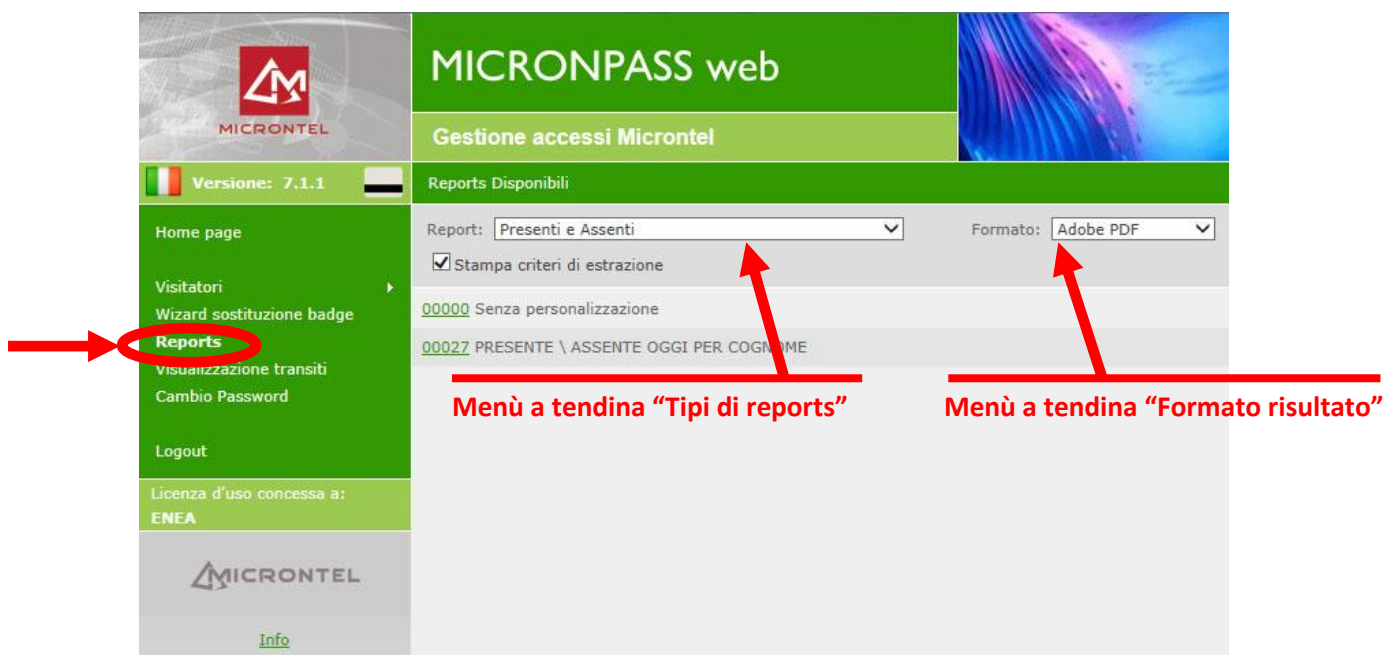 MICRONTEL
MICRONPASS web
Gestione accessi Microntel
Versione: 7.1.1
Reports Disponibili
Home page
Visitatori
Wizard sostituzione badge
Reports
Visualizzazione transiti
Cambio Password
Logout
Licenza d'uso concessa a:
ENEA
MICRONTEL
Info
Report: Presenti e Assenti Formato: Adobe PDF
Stampa criteri di estrazione
00000 Senza personalizzazione
00027 PRESENTE \ ASSENTE OGGI PER COGNOME
Menù a tendina “Tipi di reports” Menù a tendina “Formato risultato”